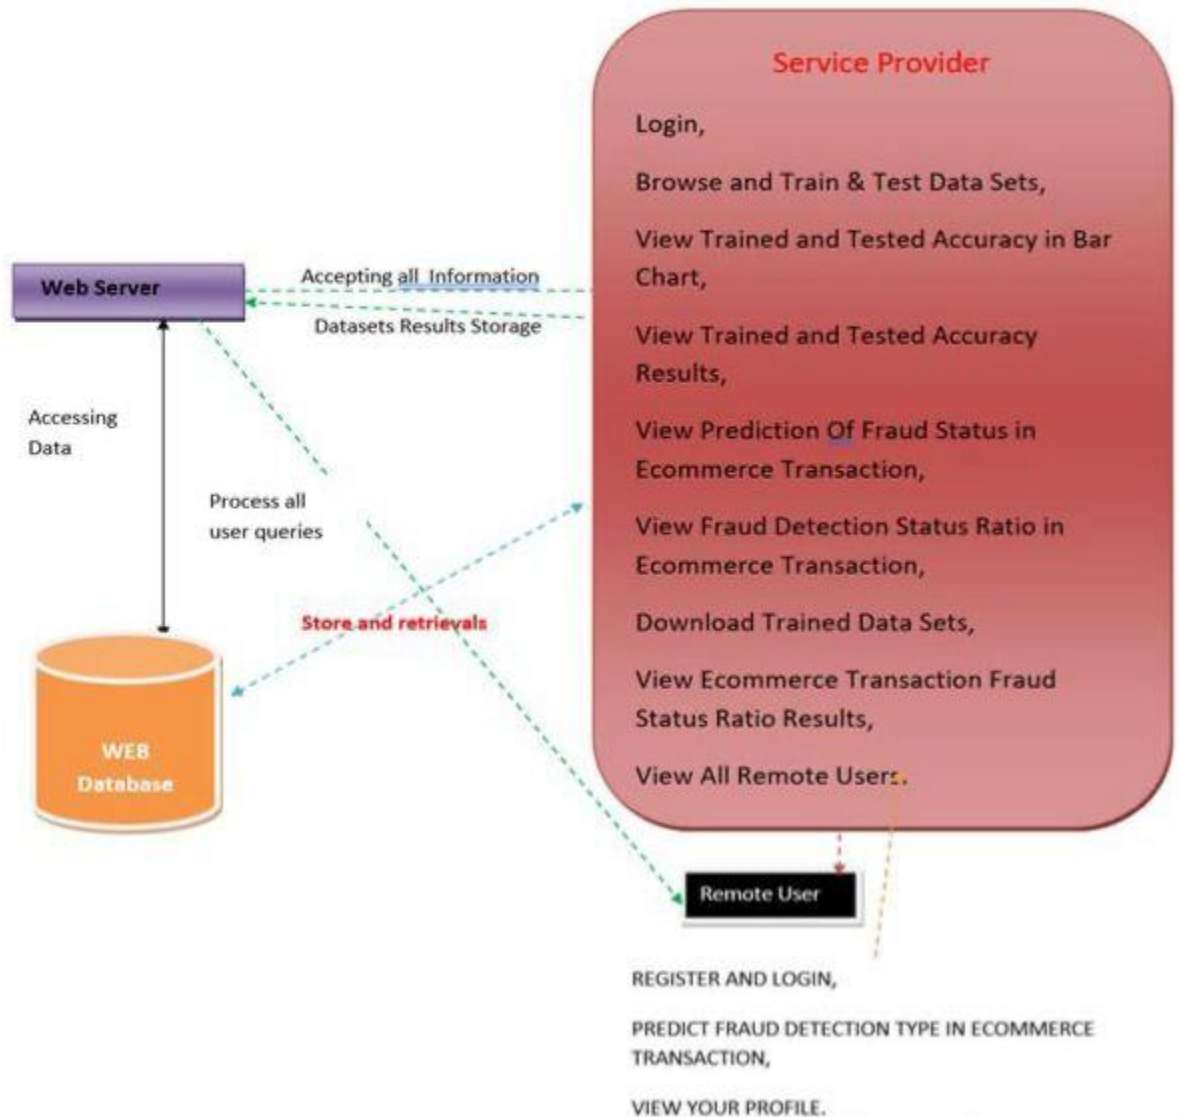 Service Provider
Login,
Browse and Train & Test Data Sets,
View Trained and Tested Accuracy in Bar
Chart,
View Trained and Tested Accuracy
Results,
View Prediction Of Fraud Status in
Ecommerce Transaction,
View Fraud Detection Status Ratio in
Ecommerce Transaction,
Download Trained Data Sets,
View Ecommerce Transaction Fraud
Status Ratio Results,
View All Remote Users.
Web Server
Accepting all Information
Datasets Results Storage
Accessing
Data
Process all
user queries
Store and retrievals
WEB
Database
Remote User
REGISTER AND LOGIN,
PREDICT FRAUD DETECTION TYPE IN ECOMMERCE
TRANSACTION,
VIEW YOUR PROFILE.